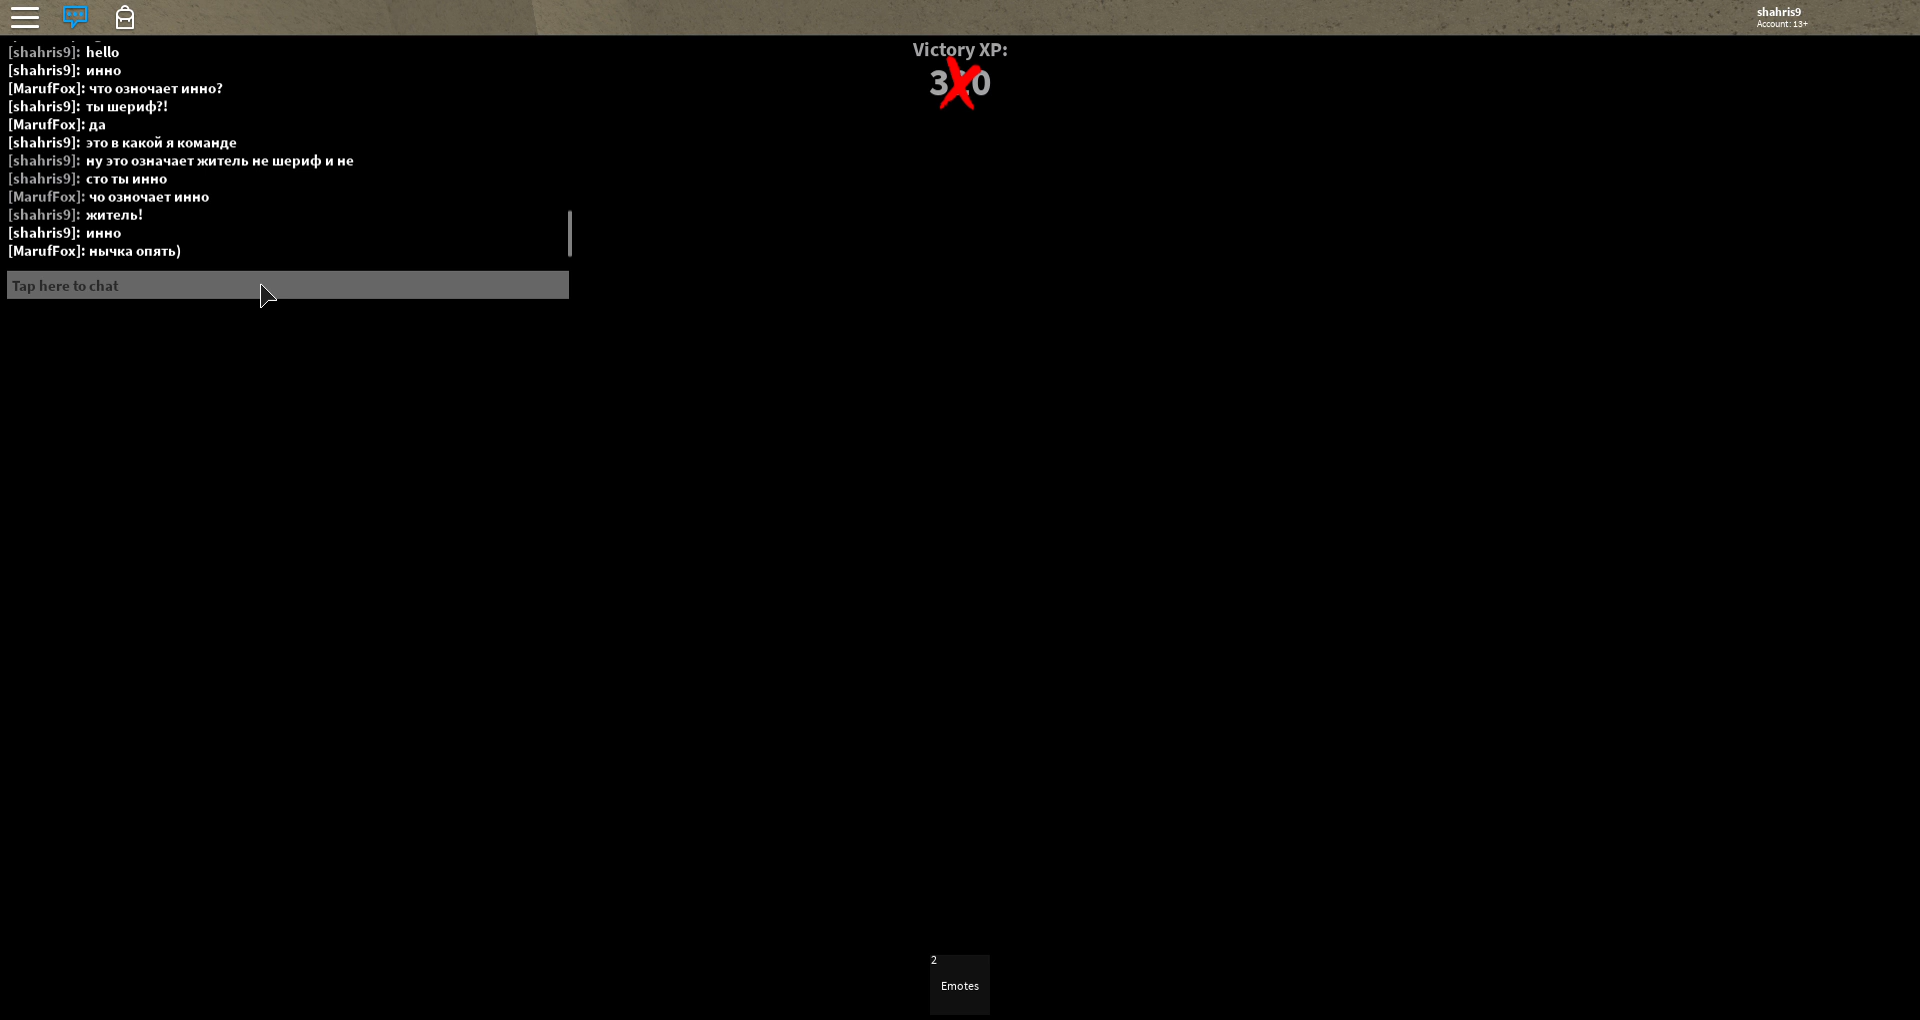 shahris9
Account: 13+
[shahris9]: hello
[shahris9]: инно
[MarufFox]: что озночает инно?
[shahris9]: ты шериф?!
[MarufFox]: да
[shahris9]: это в какой я команде
[shahris9]: ну это означает житель не шериф и не
[shahris9]: сто ты инно
[MarufFox]: чо озночает инно
[shahris9]: житель!
[shahris9]: инно
[MarufFox]: нычка опять)
Tap here to chat
Victory XP:
2
Emotes